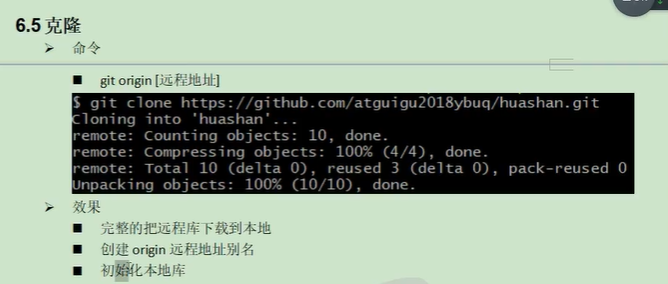 6.5 克隆
➢ 命令
■ git origin [远程地址]
$ git clone https://github.com/atguigu2018ybuq/huashan.git
Cloning into 'huashan'...
remote: Counting objects: 10, done.
remote: Compressing objects: 100% (4/4), done.
remote: Total 10 (delta 0), reused 3 (delta 0), pack-reused 0
Unpacking objects: 100% (10/10), done.
➢ 效果
■ 完整的把远程库下载到本地
■ 创建 origin 远程地址别名
■ 初始化本地库